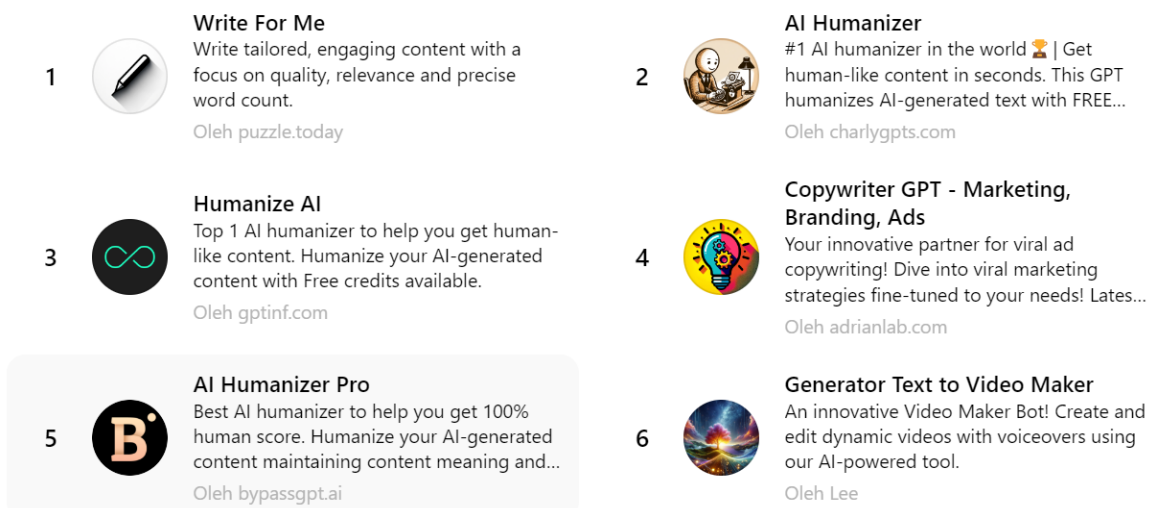 1
Write For Me
Write tailored, engaging content with a
focus on quality, relevance and precise
word count.
Oleh puzzle.today
2
AI Humanizer
#1 AI humanizer in the world 🏆 | Get
human-like content in seconds. This GPT
humanizes AI-generated text with FREE...
Oleh charlygpts.com
3
Humanize AI
Top 1 AI humanizer to help you get human-
like content. Humanize your AI-generated
content with Free credits available.
Oleh gptinf.com
4
Copywriter GPT - Marketing,
Branding, Ads
Your innovative partner for viral ad
copywriting! Dive into viral marketing
strategies fine-tuned to your needs! Lates...
Oleh adrianlab.com
5
B
AI Humanizer Pro
Best AI humanizer to help you get 100%
human score. Humanize your AI-generated
content maintaining content meaning and...
Oleh bypassgpt.ai
6
Generator Text to Video Maker
An innovative Video Maker Bot! Create and
edit dynamic videos with voiceovers using
our AI-powered tool.
Oleh Lee